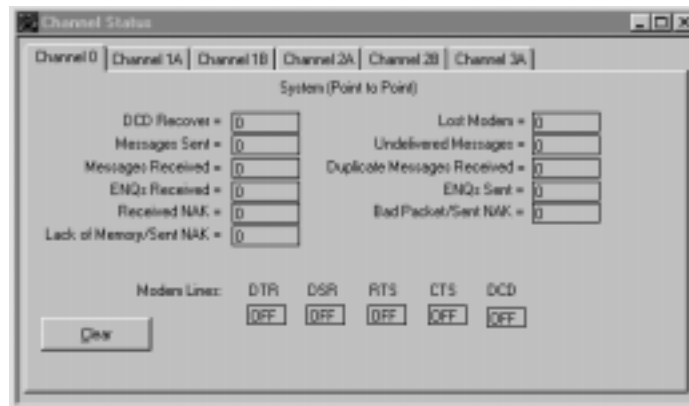 Channel Status
Channel 0 Channel 1A Channel 1B Channel 2A Channel 2B Channel 3A
System (Point to Point)
DCD Recover = 0 Lost Modem = 0
Messages Sent = 0 Undelivered Messages = 0
Messages Received = 0 Duplicate Messages Received = 0
ENQs Received = 0 ENQs Sent = 0
Received NAK = 0 Bad Packet/Sent NAK = 0
Lack of Memory/Sent NAK = 0
Modem Lines: DTR DSR RTS CTS DCD
OFF OFF OFF OFF OFF
Clear